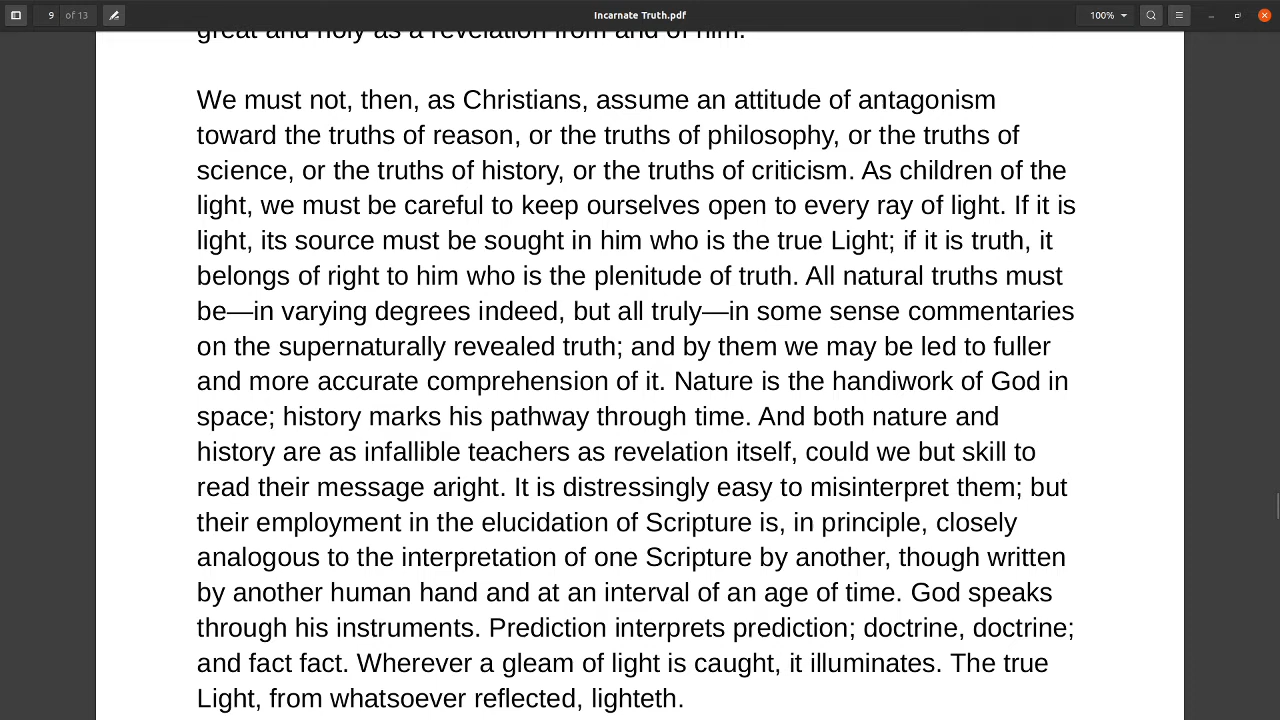 9 of 13
Incarnate Truth.pdf
100%
great and holy as a revelation from and of him.
We must not, then, as Christians, assume an attitude of antagonism
toward the truths of reason, or the truths of philosophy, or the truths of
science, or the truths of history, or the truths of criticism. As children of the
light, we must be careful to keep ourselves open to every ray of light. If it is
light, its source must be sought in him who is the true Light; if it is truth, it
belongs of right to him who is the plenitude of truth. All natural truths must
be—in varying degrees indeed, but all truly—in some sense commentaries
on the supernaturally revealed truth; and by them we may be led to fuller
and more accurate comprehension of it. Nature is the handiwork of God in
space; history marks his pathway through time. And both nature and
history are as infallible teachers as revelation itself, could we but skill to
read their message aright. It is distressingly easy to misinterpret them; but
their employment in the elucidation of Scripture is, in principle, closely
analogous to the interpretation of one Scripture by another, though written
by another human hand and at an interval of an age of time. God speaks
through his instruments. Prediction interprets prediction; doctrine, doctrine;
and fact fact. Wherever a gleam of light is caught, it illuminates. The true
Light, from whatsoever reflected, lighteth.